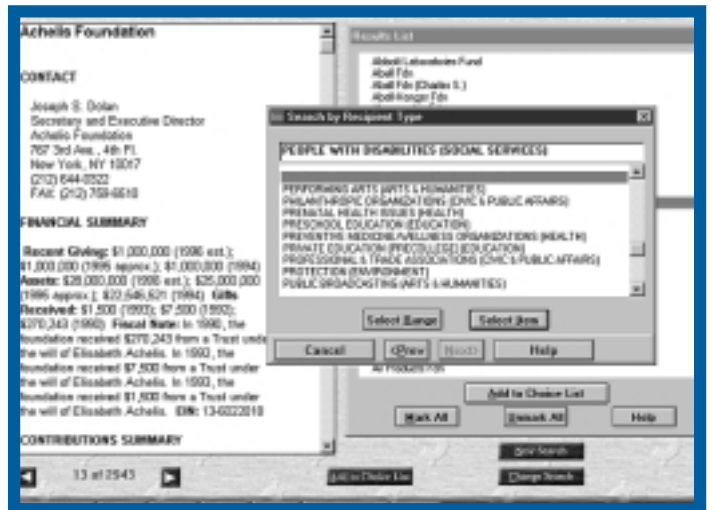 Achelis Foundation
CONTACT
Joseph S. Dolan
Secretary and Executive Director
Achelis Foundation
767 3rd Ave., 4th Fl.
New York, NY 10017
(212) 644-0322
FAX: (212) 759-6510
FINANCIAL SUMMARY
Recent Giving: $1,000,000 (1996 est.);
$1,000,000 (1995 approx.); $1,000,000 (1994)
Assets: $28,000,000 (1996 est.); $25,000,000
(1995 approx.); $22,546,521 (1994) Gifts
Received: $1,500 (1993); $7,500 (1992);
$270,243 (1990) Fiscal Note: In 1990, the
foundation received $270,243 from a Trust unde
the will of Elisabeth Achelis. In 1992, the
foundation received $7,500 from a Trust under
the will of Elisabeth Achelis. In 1993, the
foundation received $1,500 from a Trust under
the will of Elisabeth Achelis. EIN: 13-6022018
CONTRIBUTIONS SUMMARY
13 of 2943
Results List
Abbott Laboratories Fund
Abell Fdn
Abell Fdn (Charles S.)
Abell-Hanger Fdn
Search by Recipient Type
PEOPLE WITH DISABILITIES (SOCIAL SERVICES)
PERFORMING ARTS (ARTS & HUMANITIES)
PHILANTHROPIC ORGANIZATIONS (CIVIC & PUBLIC AFFAIRS)
PRENATAL HEALTH ISSUES (HEALTH)
PRESCHOOL EDUCATION (EDUCATION)
PREVENTIVE MEDICINE/WELLNESS ORGANIZATIONS (HEALTH)
PRIVATE EDUCATION (PRECOLLEGE) (EDUCATION)
PROFESSIONAL & TRADE ASSOCIATIONS (CIVIC & PUBLIC AFFAIRS)
PROTECTION (ENVIRONMENT)
PUBLIC BROADCASTING (ARTS & HUMANITIES)
Select Range Select Item
Cancel <Prev Next> Help
Air Products Fdn
Add to Choice List
Mark All Unmark All Help
New Search
Add to Choice List Change Search